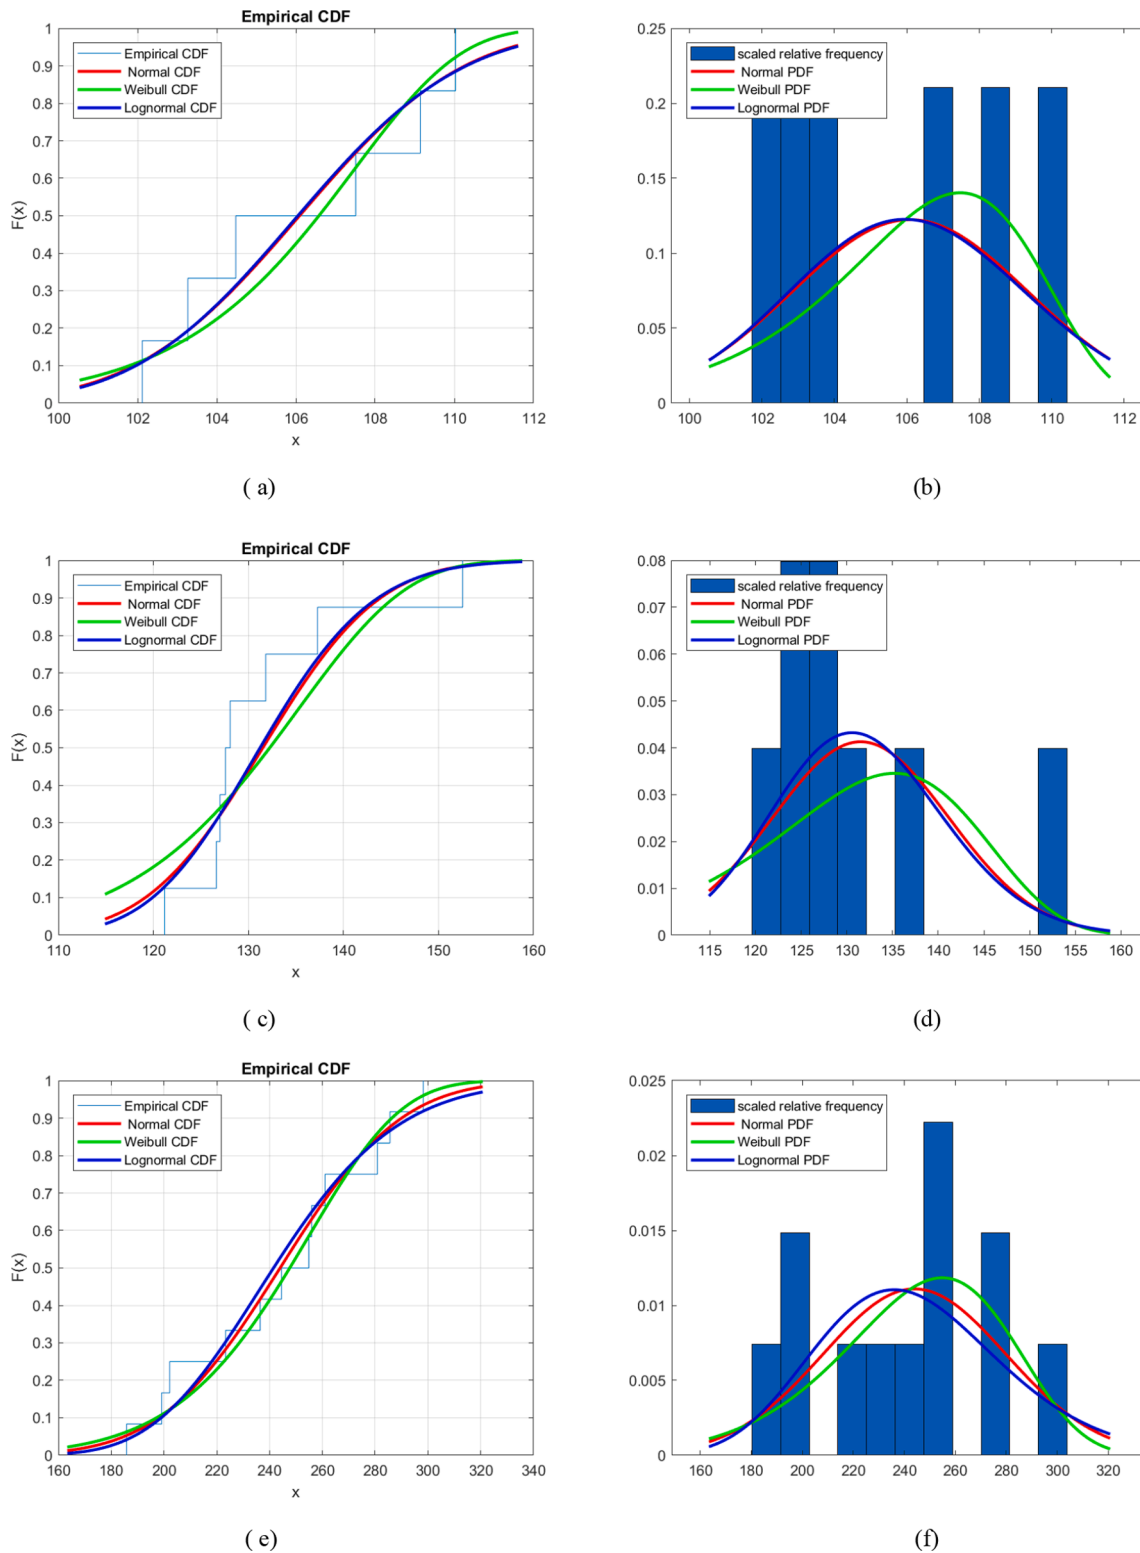 Empirical CDF
Empirical CDF
Normal CDF
Weibull CDF
Lognormal CDF
F(x)
1
0.9
0.8
0.7
0.6
0.5
0.4
0.3
0.2
0.1
0
100 102 104 106 108 110 112
x
( a)
scaled relative frequency
Normal PDF
Weibull PDF
Lognormal PDF
0.25
0.2
0.15
0.1
0.05
0
100 102 104 106 108 110 112
(b)
Empirical CDF
Empirical CDF
Normal CDF
Weibull CDF
Lognormal CDF
F(x)
1
0.9
0.8
0.7
0.6
0.5
0.4
0.3
0.2
0.1
0
110 120 130 140 150 160
x
( c)
scaled relative frequency
Normal PDF
Weibull PDF
Lognormal PDF
0.08
0.07
0.06
0.05
0.04
0.03
0.02
0.01
0
115 120 125 130 135 140 145 150 155 160
(d)
Empirical CDF
Empirical CDF
Normal CDF
Weibull CDF
Lognormal CDF
F(x)
1
0.9
0.8
0.7
0.6
0.5
0.4
0.3
0.2
0.1
0
160 180 200 220 240 260 280 300 320 340
x
( e)
scaled relative frequency
Normal PDF
Weibull PDF
Lognormal PDF
0.025
0.02
0.015
0.01
0.005
0
160 180 200 220 240 260 280 300 320
(f)